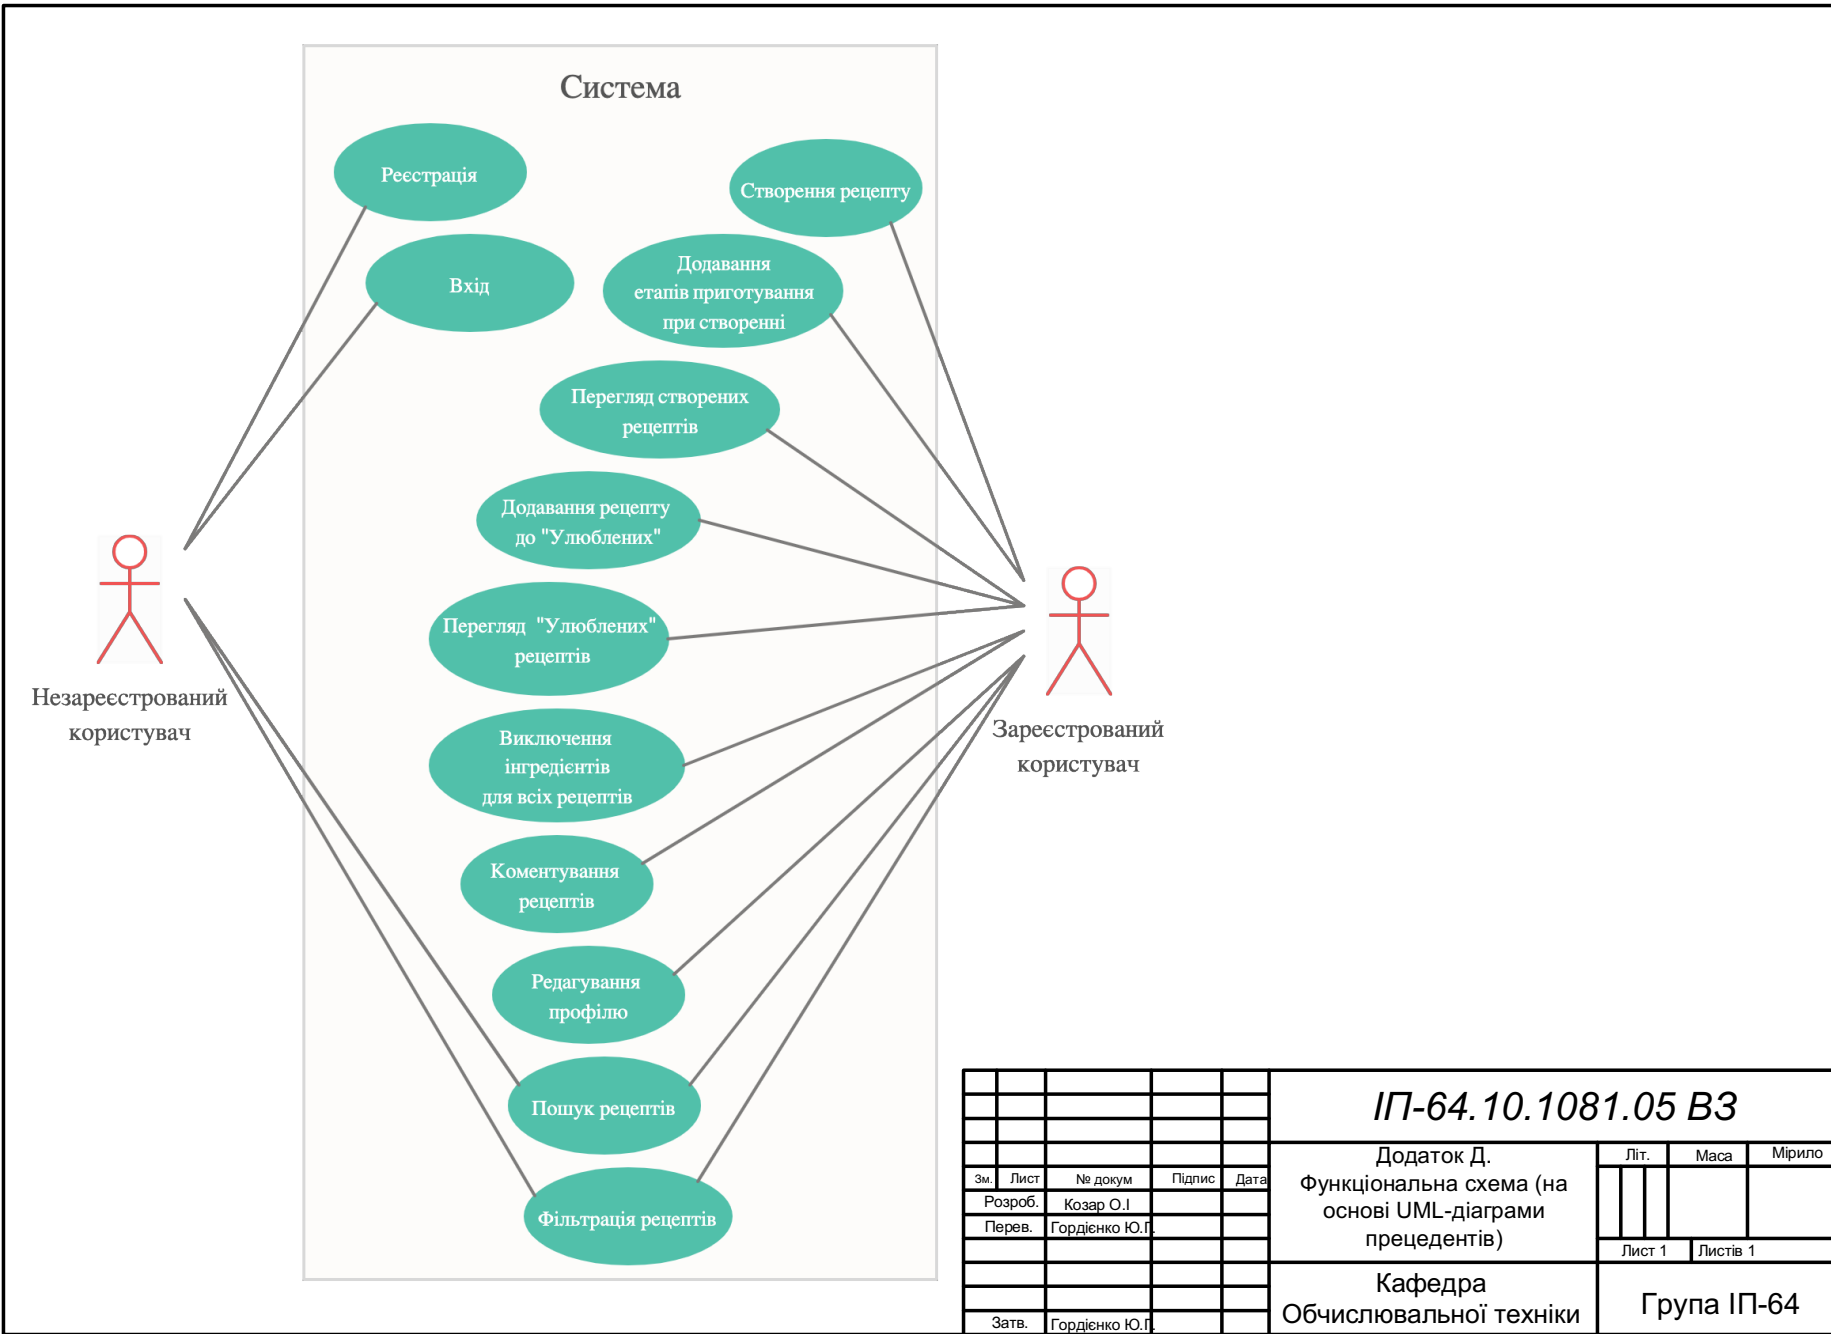 Система
Реєстрація
Створення рецепту
Вхід
Додавання
етапів приготування
при створенні
Перегляд створених
рецептів
Додавання рецепту
до "Улюблених"
Перегляд "Улюблених"
рецептів
Незареєстрований
користувач
Зареєстрований
користувач
Виключення
інгредієнтів
для всіх рецептів
Коментування
рецептів
Редагування
профілю
Пошук рецептів
Фільтрація рецептів
ІП-64.10.1081.05 ВЗ
Додаток Д.
Функціональна схема (на
основі UML-діаграми
прецедентів)
Літ. Маса Мірило
Зм. Лист № докум Підпис Дата
Розроб. Козар О.І
Перев. Гордієнко Ю.Г.
Лист 1 Листів 1
Кафедра
Обчислювальної техніки
Група ІП-64
Затв. Гордієнко Ю.Г.